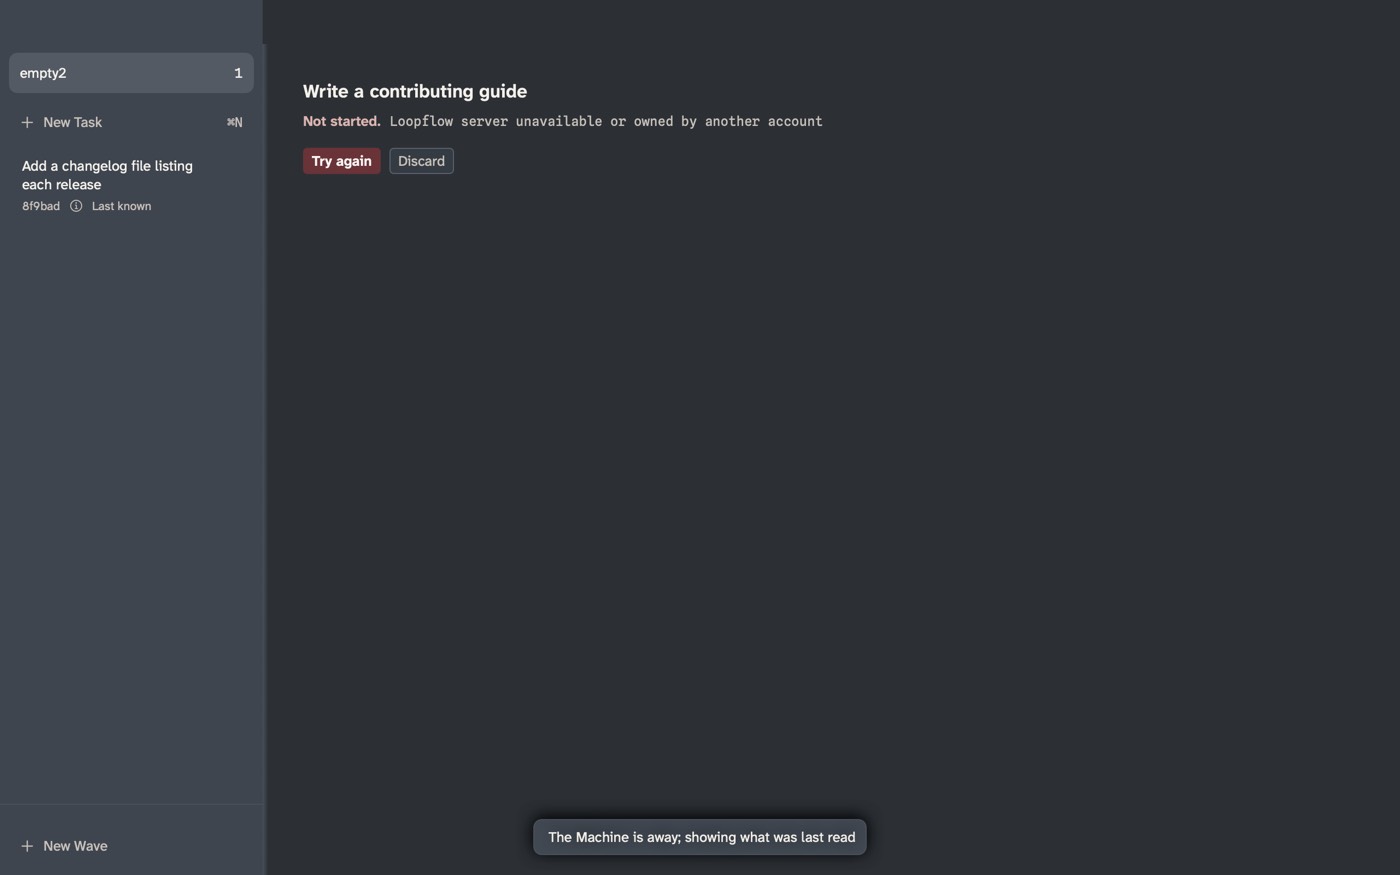 empty2 1
New Task ⌘N
Add a changelog file listing
each release
8f9bad Last known
Write a contributing guide
Not started. Loopflow server unavailable or owned by another account
Try again Discard
New Wave
The Machine is away; showing what was last read